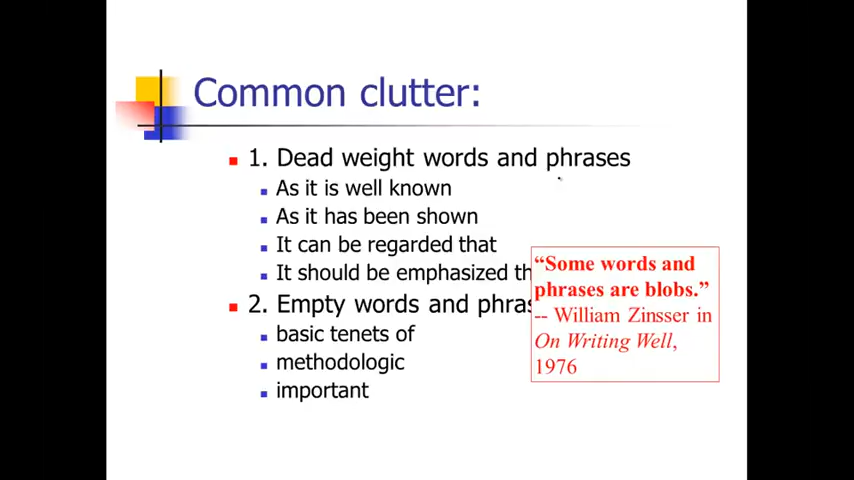 Common clutter:
1. Dead weight words and phrases
As it is well known
As it has been shown
It can be regarded that
It should be emphasized th
2. Empty words and phras
basic tenets of
methodologic
important
“Some words and
phrases are blobs.”
-- William Zinsser in
On Writing Well,
1976